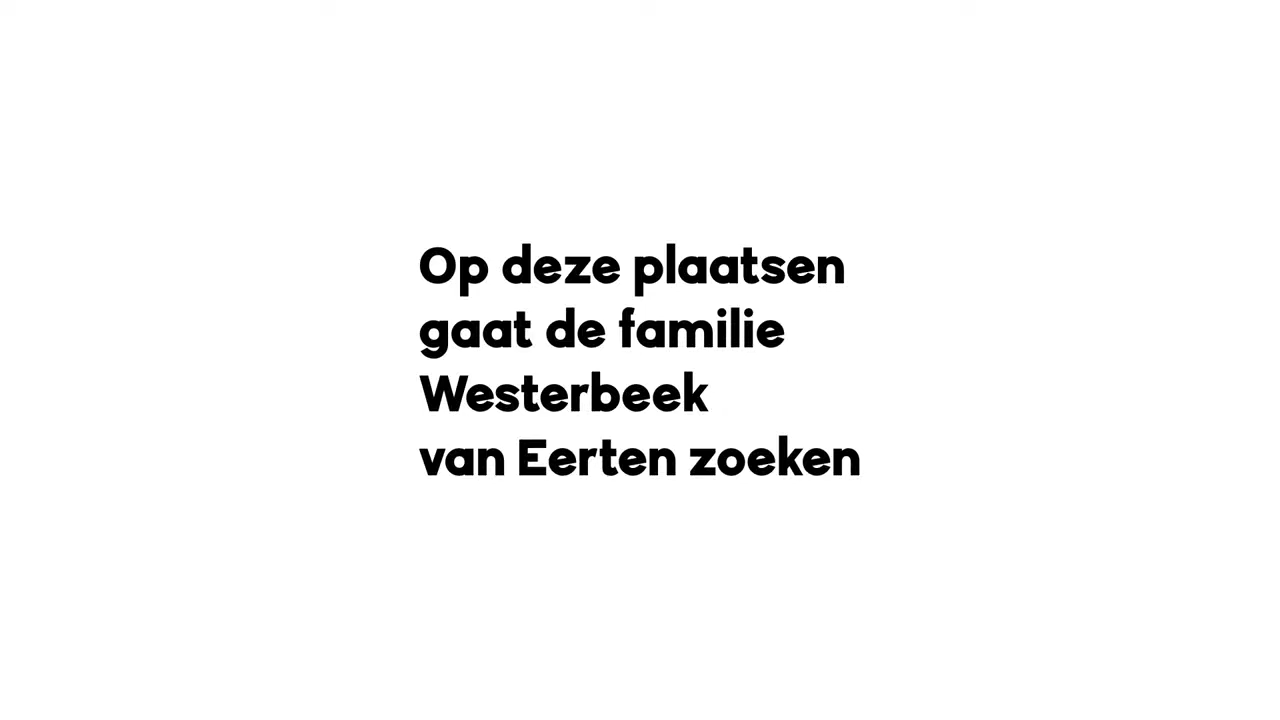 Op deze plaatsen
gaat de familie
Westerbeek
van Eerten zoeken